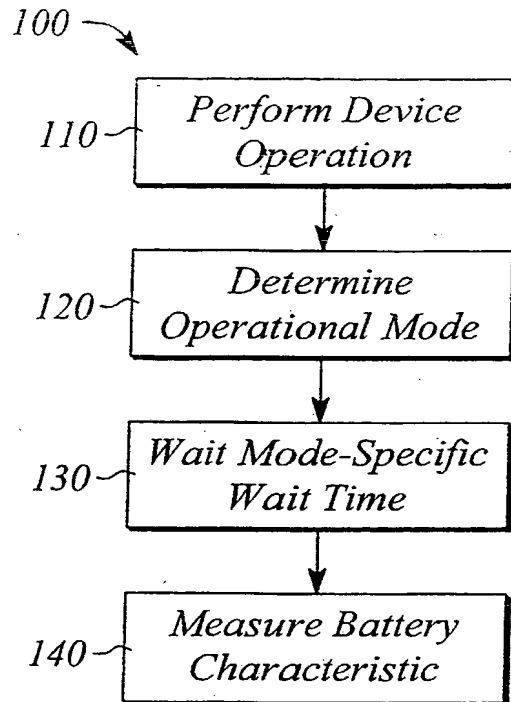 100
110
Perform Device
Operation
120
Determine
Operational Mode
130
Wait Mode-Specific
Wait Time
140
Measure Battery
Characteristic